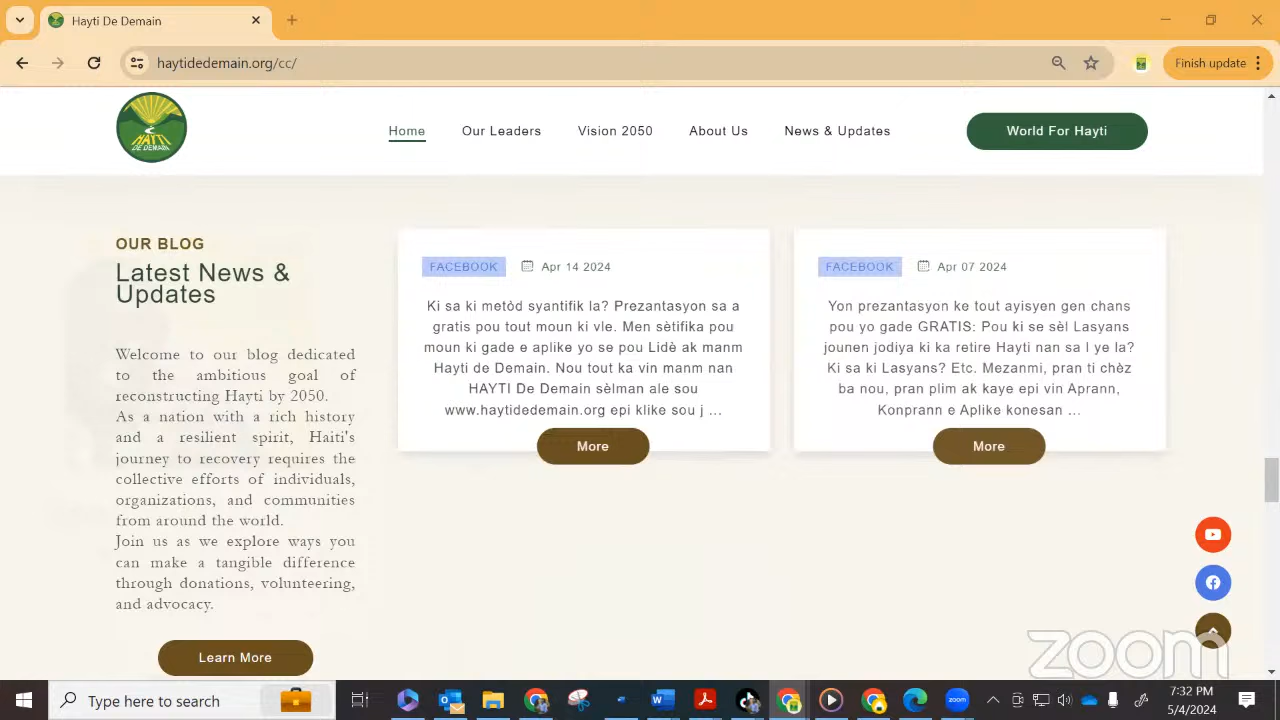 Hayti De Demain
haytidedemain.org/cc/
Finish update
HAYTI
DE DEMAIN
Home
Our Leaders
Vision 2050
About Us
News & Updates
World For Hayti
OUR BLOG
Latest News &
Updates
Welcome to our blog dedicated
to the ambitious goal of
reconstructing Hayti by 2050.
As a nation with a rich history
and a resilient spirit, Haiti's
journey to recovery requires the
collective efforts of individuals,
organizations, and communities
from around the world.
Join us as we explore ways you
can make a tangible difference
through donations, volunteering,
and advocacy.
Learn More
FACEBOOK
Apr 14 2024
Ki sa ki metòd syantifik la? Prezantasyon sa a
gratis pou tout moun ki vle. Men sètifika pou
moun ki gade e aplike yo se pou Lidè ak manm
Hayti de Demain. Nou tout ka vin manm nan
HAYTI De Demain sèlman ale sou
www.haytidedemain.org epi klike sou j ...
More
FACEBOOK
Apr 07 2024
Yon prezantasyon ke tout ayisyen gen chans
pou yo gade GRATIS: Pou ki se sèl Lasyans
jounen jodiya ki ka retire Hayti nan sa l ye la?
Ki sa ki Lasyans? Etc. Mezanmi, pran ti chèz
ba nou, pran plim ak kaye epi vin Aprann,
Konprann e Aplike konesan ...
More
zoom
Type here to search
zoom
7:32 PM
5/4/2024